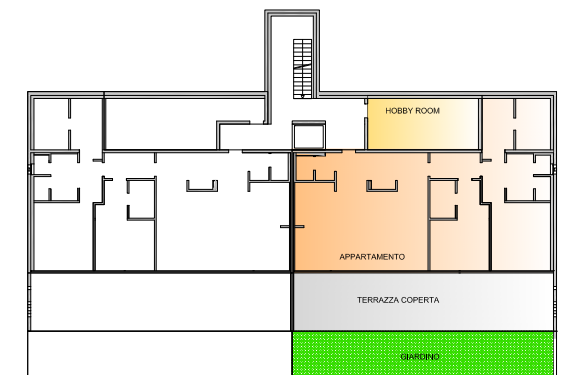 HOBBY ROOM
APPARTAMENTO
TERRAZZA COPERTA
GIARDINO